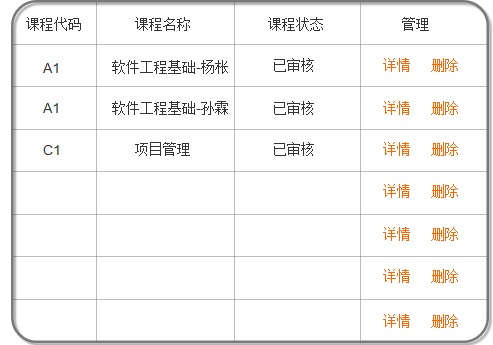 课程代码 课程名称 课程状态 管理
A1 软件工程基础-杨枨 已审核 详情 删除
A1 软件工程基础-孙霖 已审核 详情 删除
C1 项目管理 已审核 详情 删除
详情 删除
详情 删除
详情 删除
详情 删除